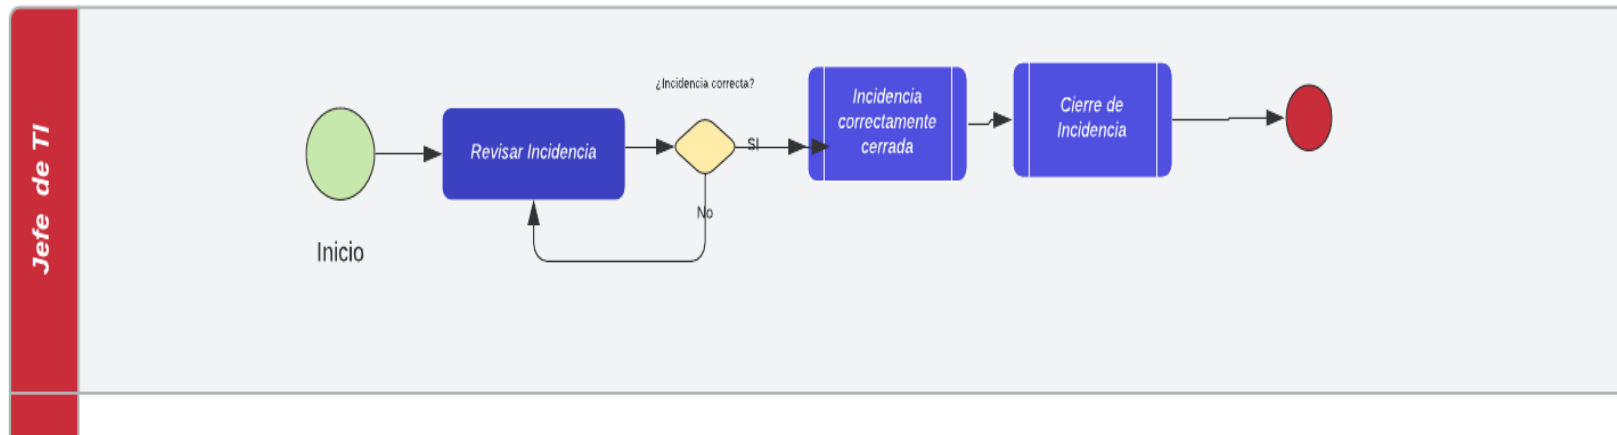 Jefe de TI
Inicio
Revisar Incidencia
¿Incidencia correcta?
SI
No
Incidencia
correctamente
cerrada
Cierre de
Incidencia